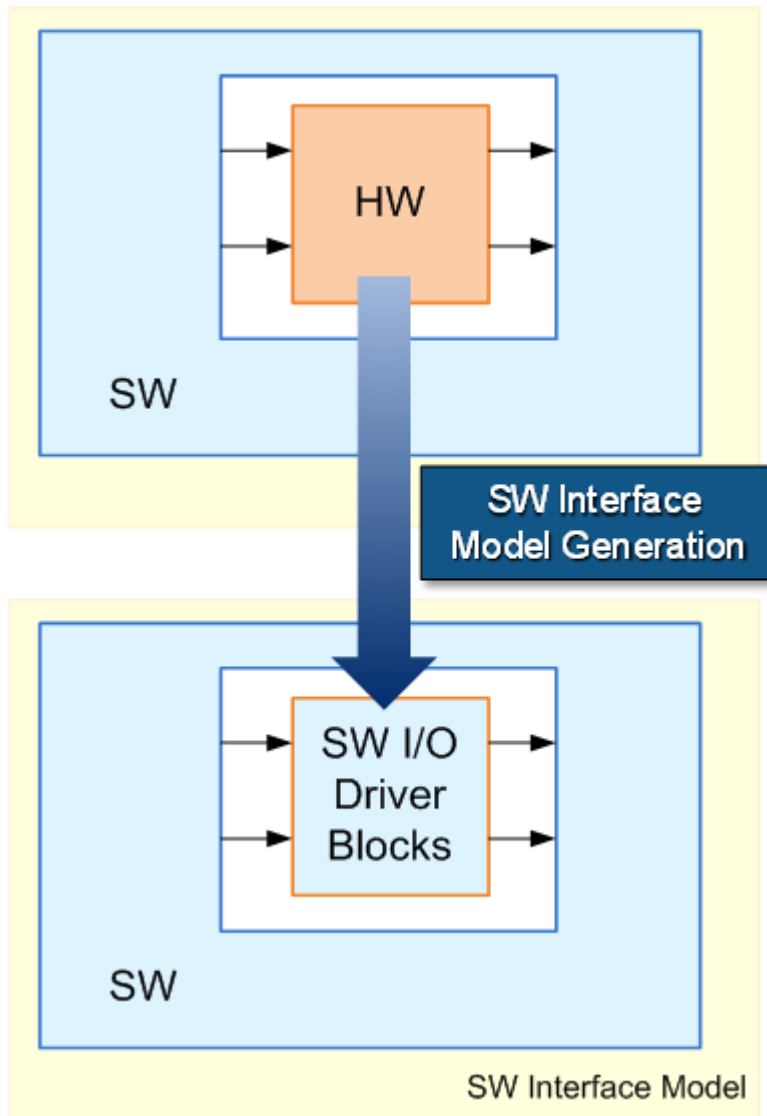 HW
SW
SW Interface
Model Generation
SW I/O
Driver
Blocks
SW
SW Interface Model